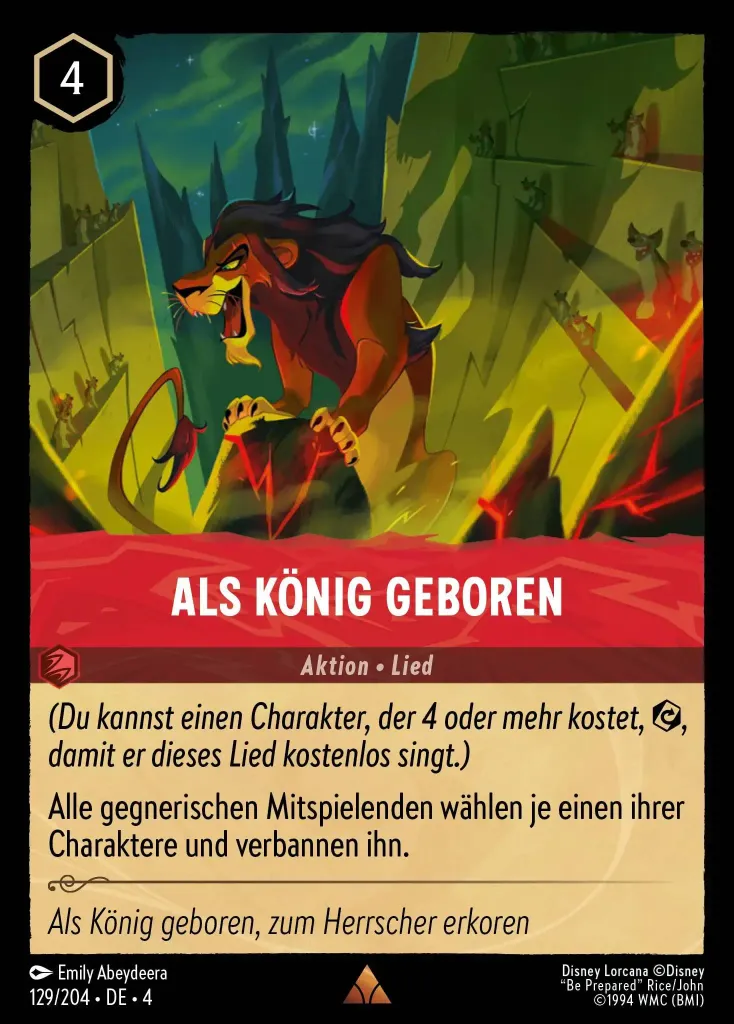 4
ALS KÖNIG GEBOREN
Aktion • Lied
(Du kannst einen Charakter, der 4 oder mehr kostet, ,
damit er dieses Lied kostenlos singt.)
Alle gegnerischen Mitspielenden wählen je einen ihrer
Charaktere und verbannen ihn.
Als König geboren, zum Herrscher erkoren
Emily Abeydeera
129/204 • DE • 4
Disney Lorcana ©Disney
“Be Prepared” Rice/John
©1994 WMC (BMI)